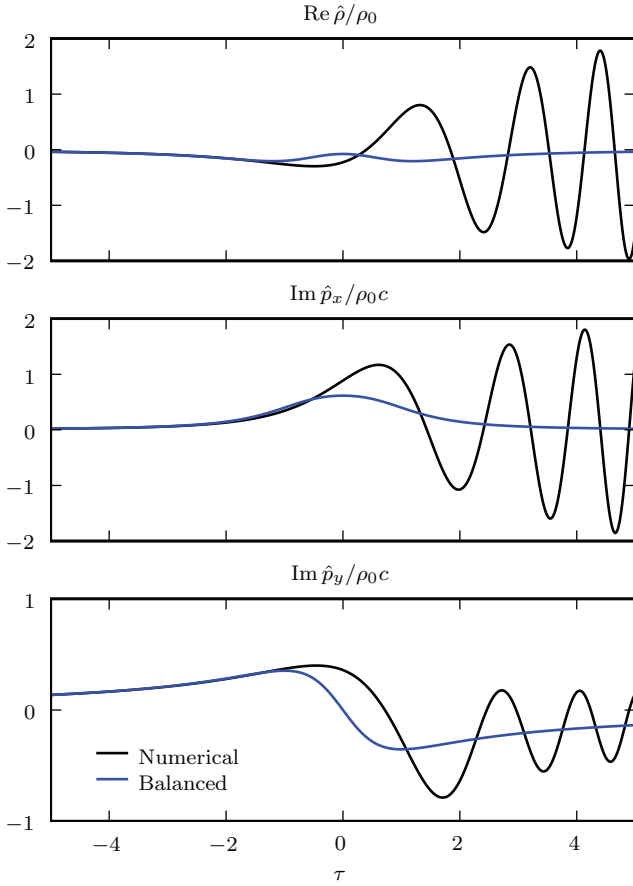 Re ρ̂/ρ₀
2
1
0
−1
−2
Im p̂ₓ/ρ₀c
2
1
0
−1
−2
Im p̂_y/ρ₀c
1
0
−1
Numerical
Balanced
−4 −2 0 2 4
τ